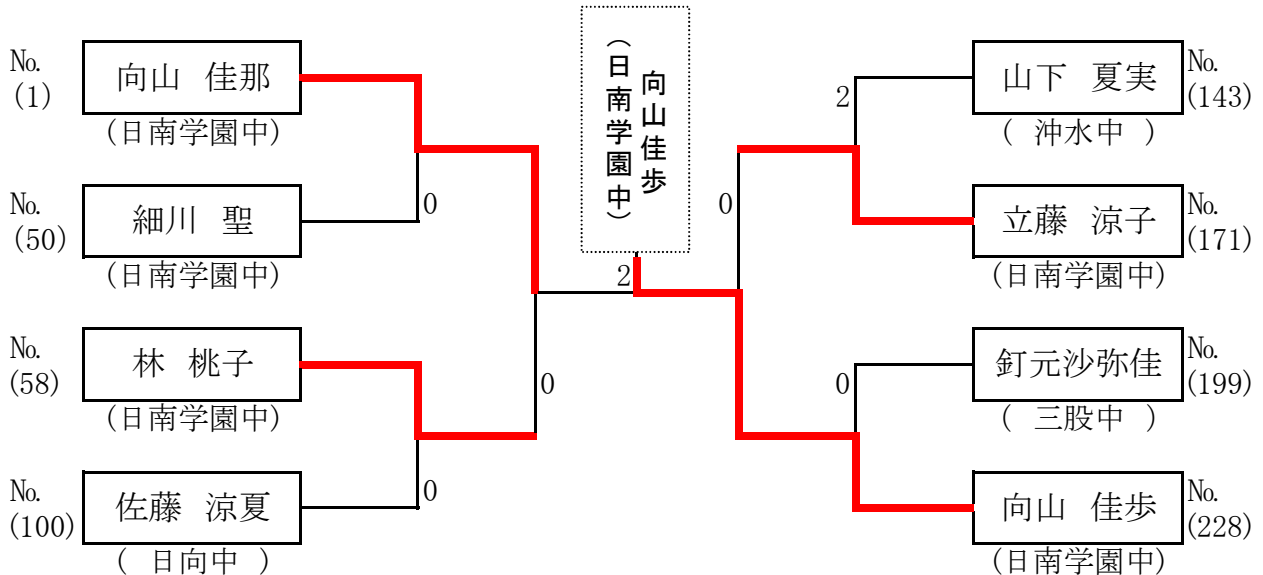 No.
(1)
向山 佳那
(日南学園中)
0
No.
(50)
細川 聖
(日南学園中)
No.
(58)
林 桃子
(日南学園中)
0
0
No.
(100)
佐藤 涼夏
( 日向中 )
向山佳歩
(日南学園中)
2
山下 夏実
No.
(143)
( 沖水中 )
2
0
立藤 涼子
No.
(171)
(日南学園中)
釘元沙弥佳
No.
(199)
( 三股中 )
0
向山 佳歩
No.
(228)
(日南学園中)